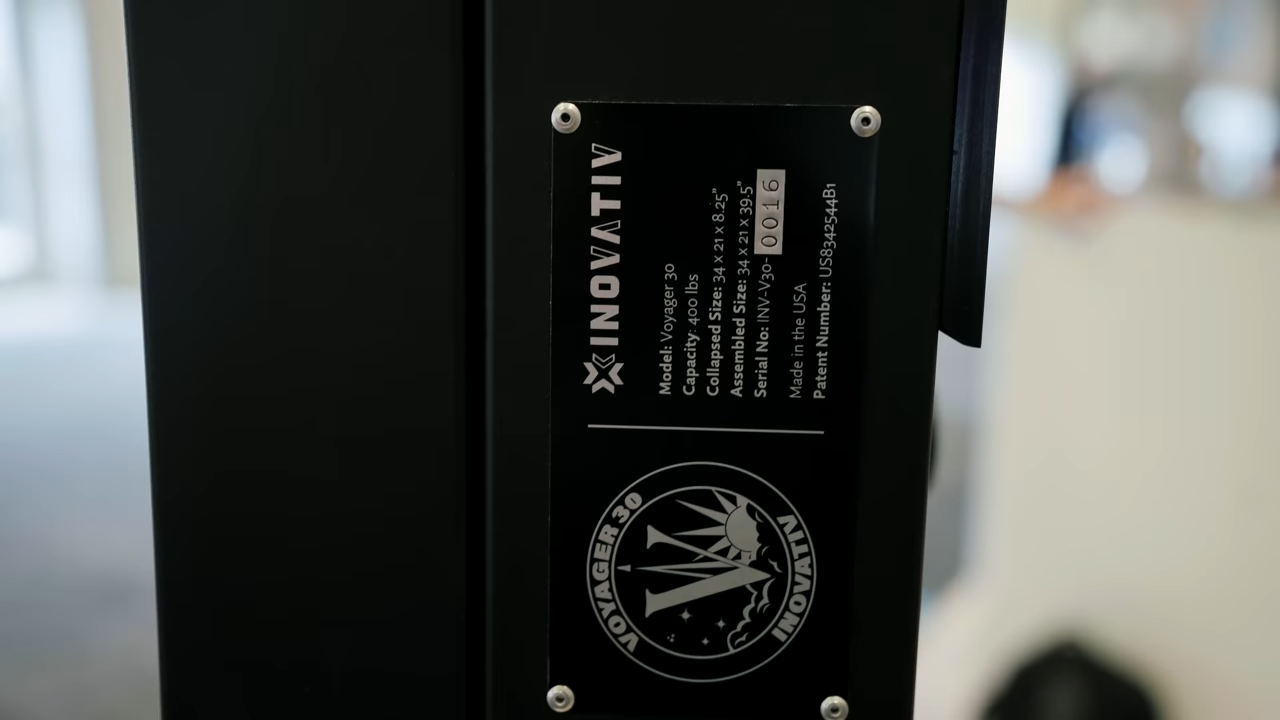 INOVATIV
Model: Voyager 30
Capacity: 400 lbs
Collapsed Size: 34 x 21 x 8.25"
Assembled Size: 34 x 21 x 39.5"
Serial No: INV-V30-0016
Made in the USA
Patent Number: US8342544B1
VOYAGER 30
V
INOVATIV